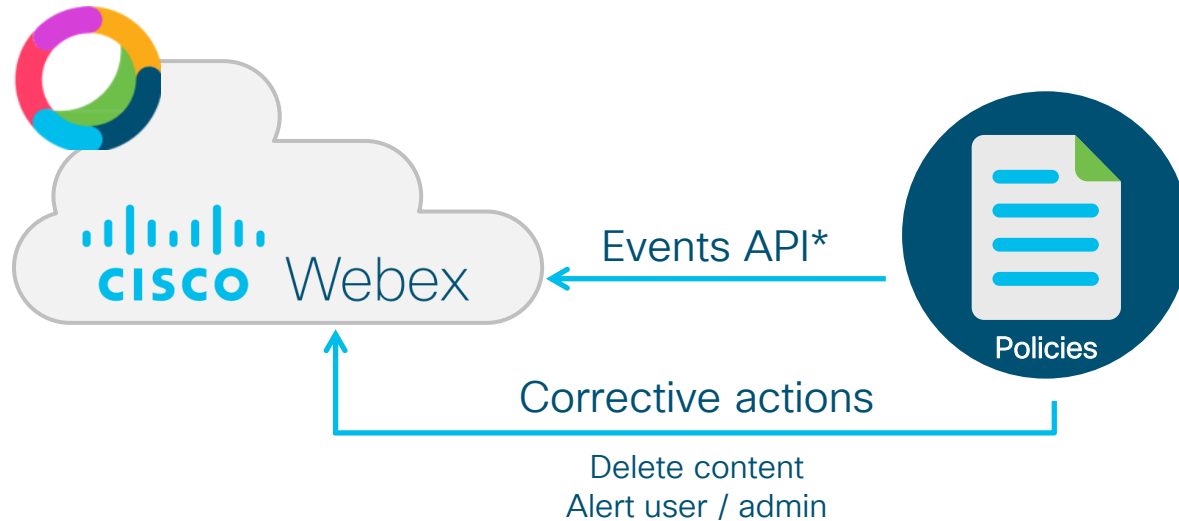 CISCO Webex
Events API*
Policies
Corrective actions
Delete content
Alert user / admin